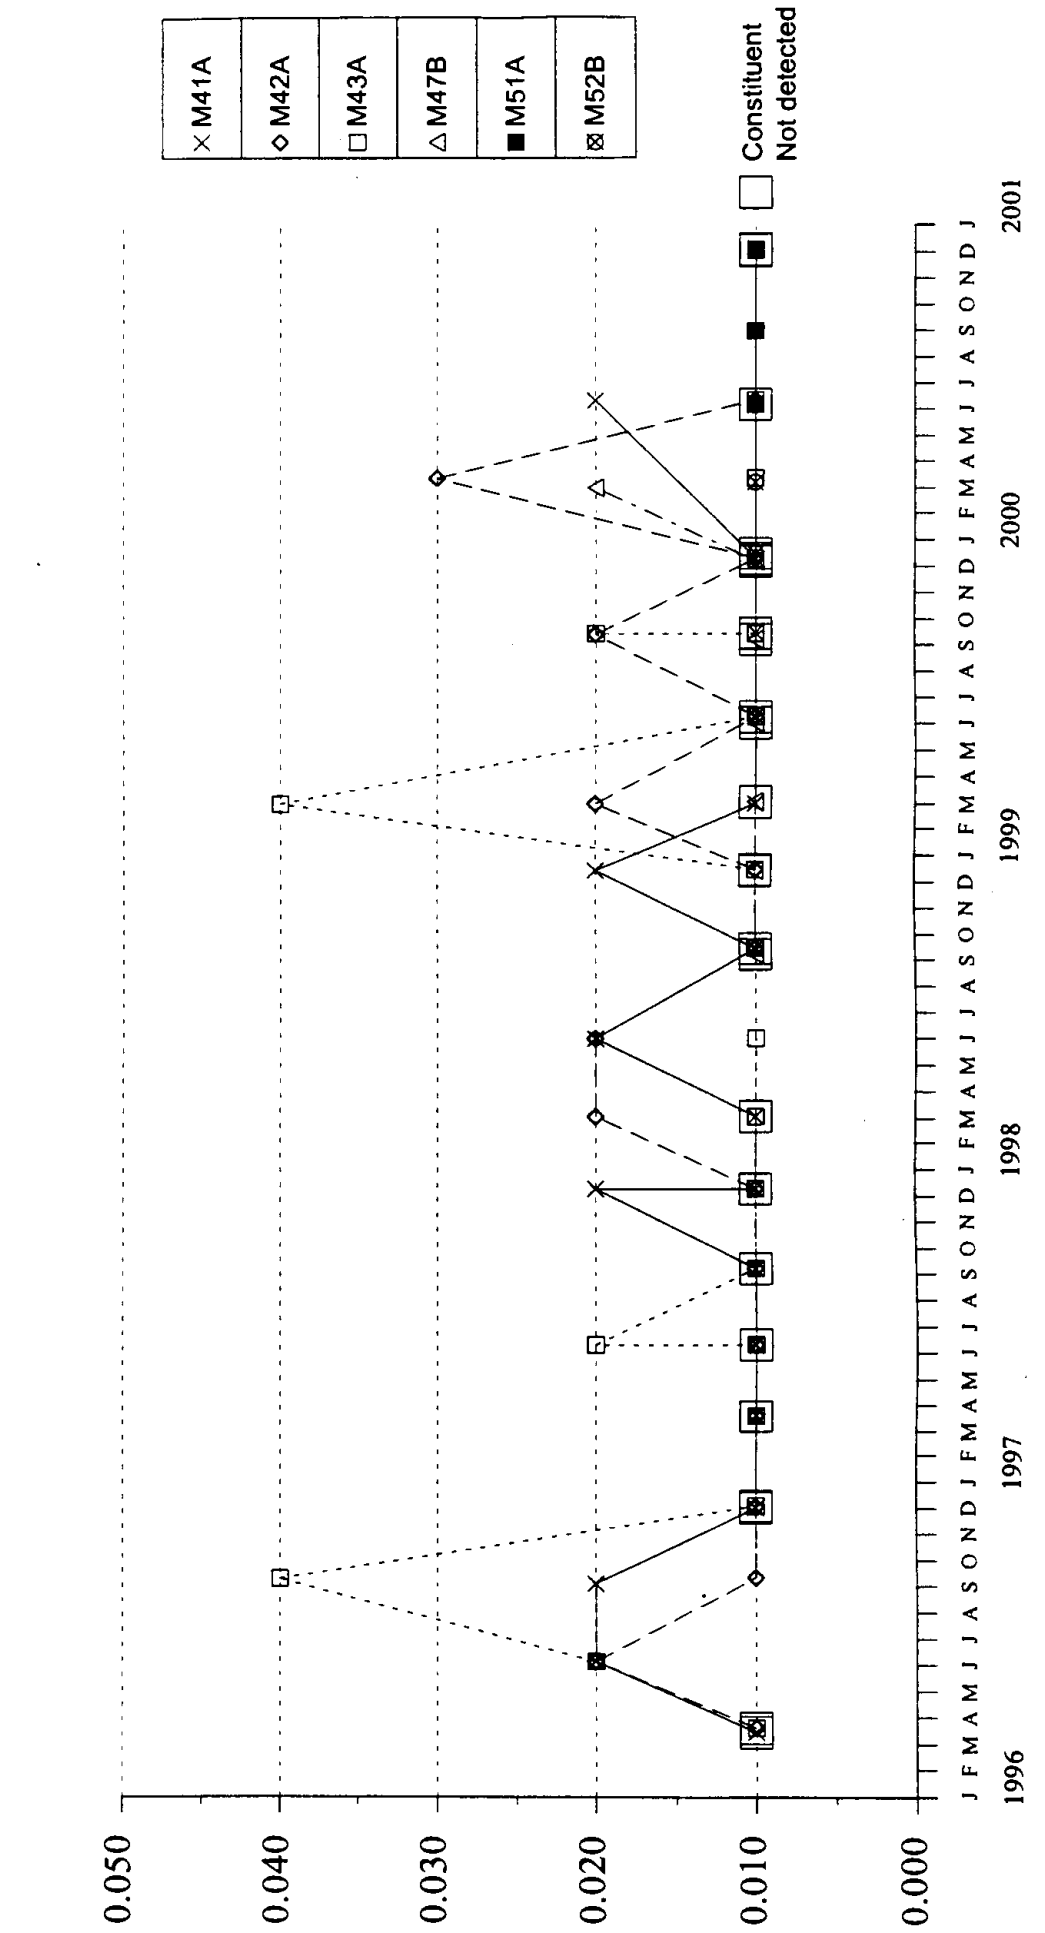 0.050
0.040
0.030
0.020
0.010
0.000
J F M A M J J A S O N D J F M A M J J A S O N D J F M A M J J A S O N D J F M A M J J A S O N D J F M A M J J A S O N D J
1996 1997 1998 1999 2000 2001
M41A
M42A
M43A
M47B
M51A
M52B
Constituent
Not detected